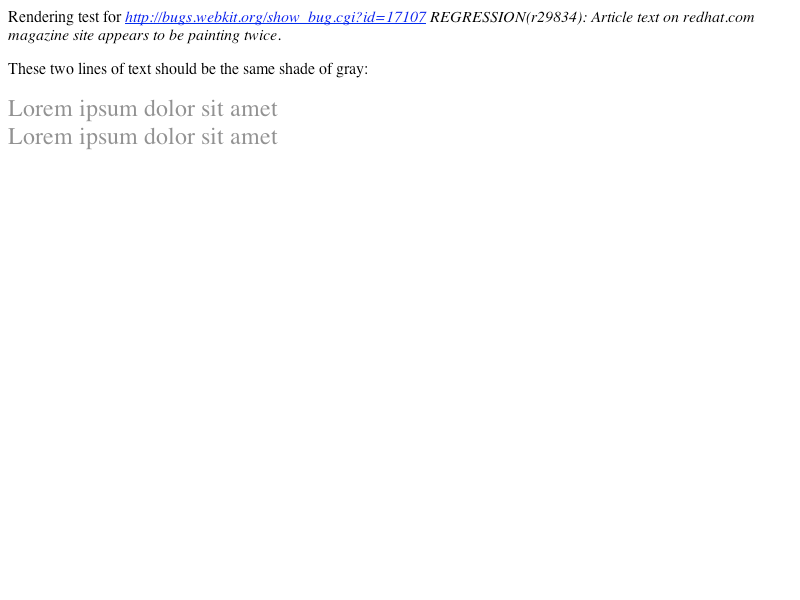 Rendering test for http://bugs.webkit.org/show_bug.cgi?id=17107 REGRESSION(r29834): Article text on redhat.com
magazine site appears to be painting twice.
These two lines of text should be the same shade of gray:
Lorem ipsum dolor sit amet
Lorem ipsum dolor sit amet